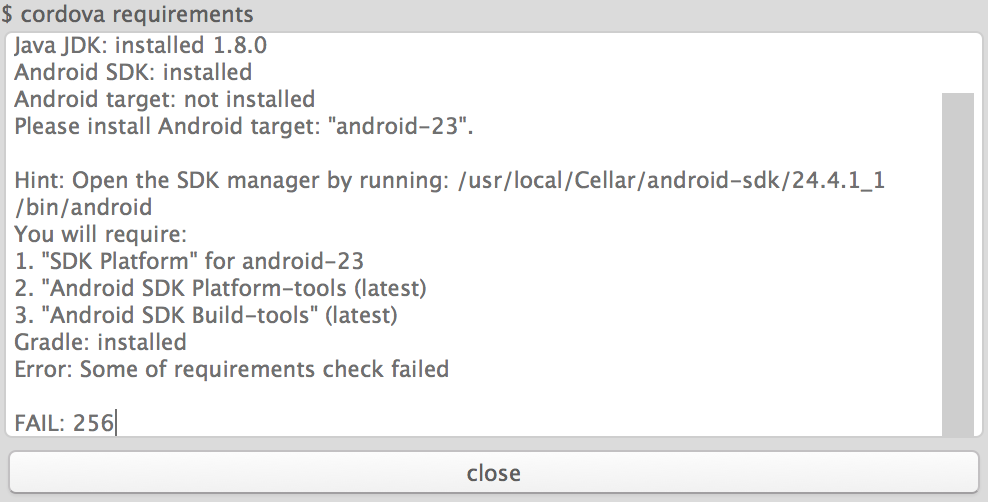 $ cordova requirements
Java JDK: installed 1.8.0
Android SDK: installed
Android target: not installed
Please install Android target: "android-23".
Hint: Open the SDK manager by running: /usr/local/Cellar/android-sdk/24.4.1_1
/bin/android
You will require:
1. "SDK Platform" for android-23
2. "Android SDK Platform-tools (latest)
3. "Android SDK Build-tools" (latest)
Gradle: installed
Error: Some of requirements check failed
FAIL: 256
close